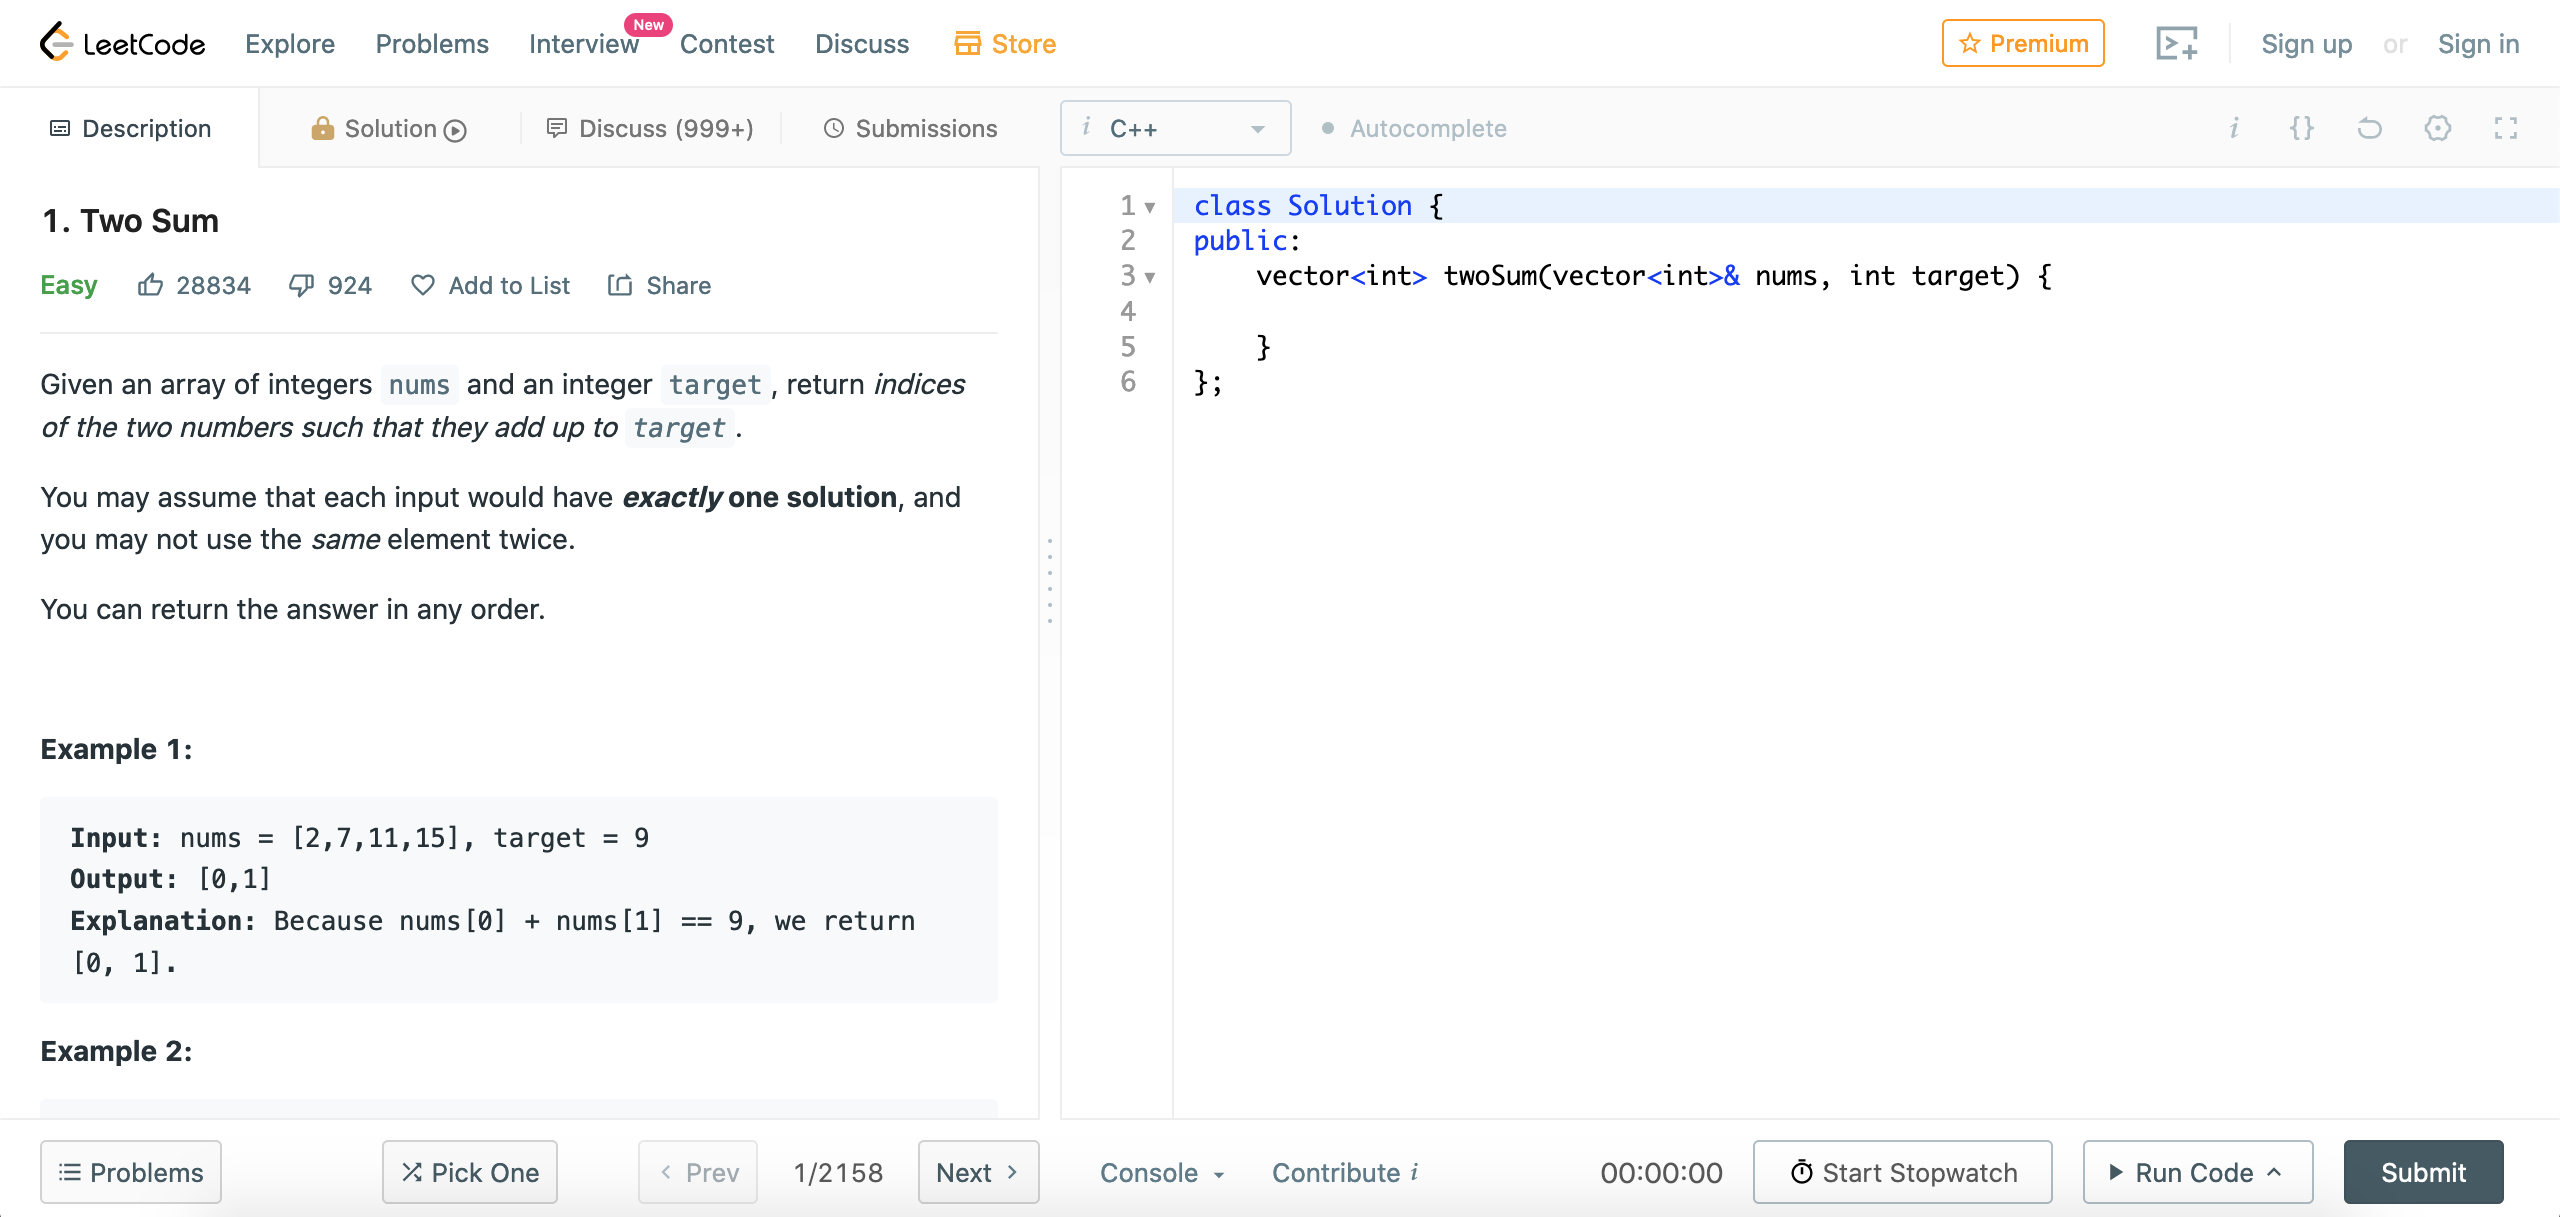 LeetCode Explore Problems Interview New Contest Discuss Store Premium Sign up or Sign in
Description Solution Discuss (999+) Submissions i C++ Autocomplete i {}
1. Two Sum
Easy 28834 924 Add to List Share
Given an array of integers nums and an integer target, return indices
of the two numbers such that they add up to target.
You may assume that each input would have exactly one solution, and
you may not use the same element twice.
You can return the answer in any order.
Example 1:
Input: nums = [2,7,11,15], target = 9
Output: [0,1]
Explanation: Because nums[0] + nums[1] == 9, we return
[0, 1].
Example 2:
1 class Solution {
2 public:
3     vector<int> twoSum(vector<int>& nums, int target) {
4
5     }
6 };
Problems Pick One < Prev 1/2158 Next > Console Contribute i 00:00:00 Start Stopwatch Run Code Submit